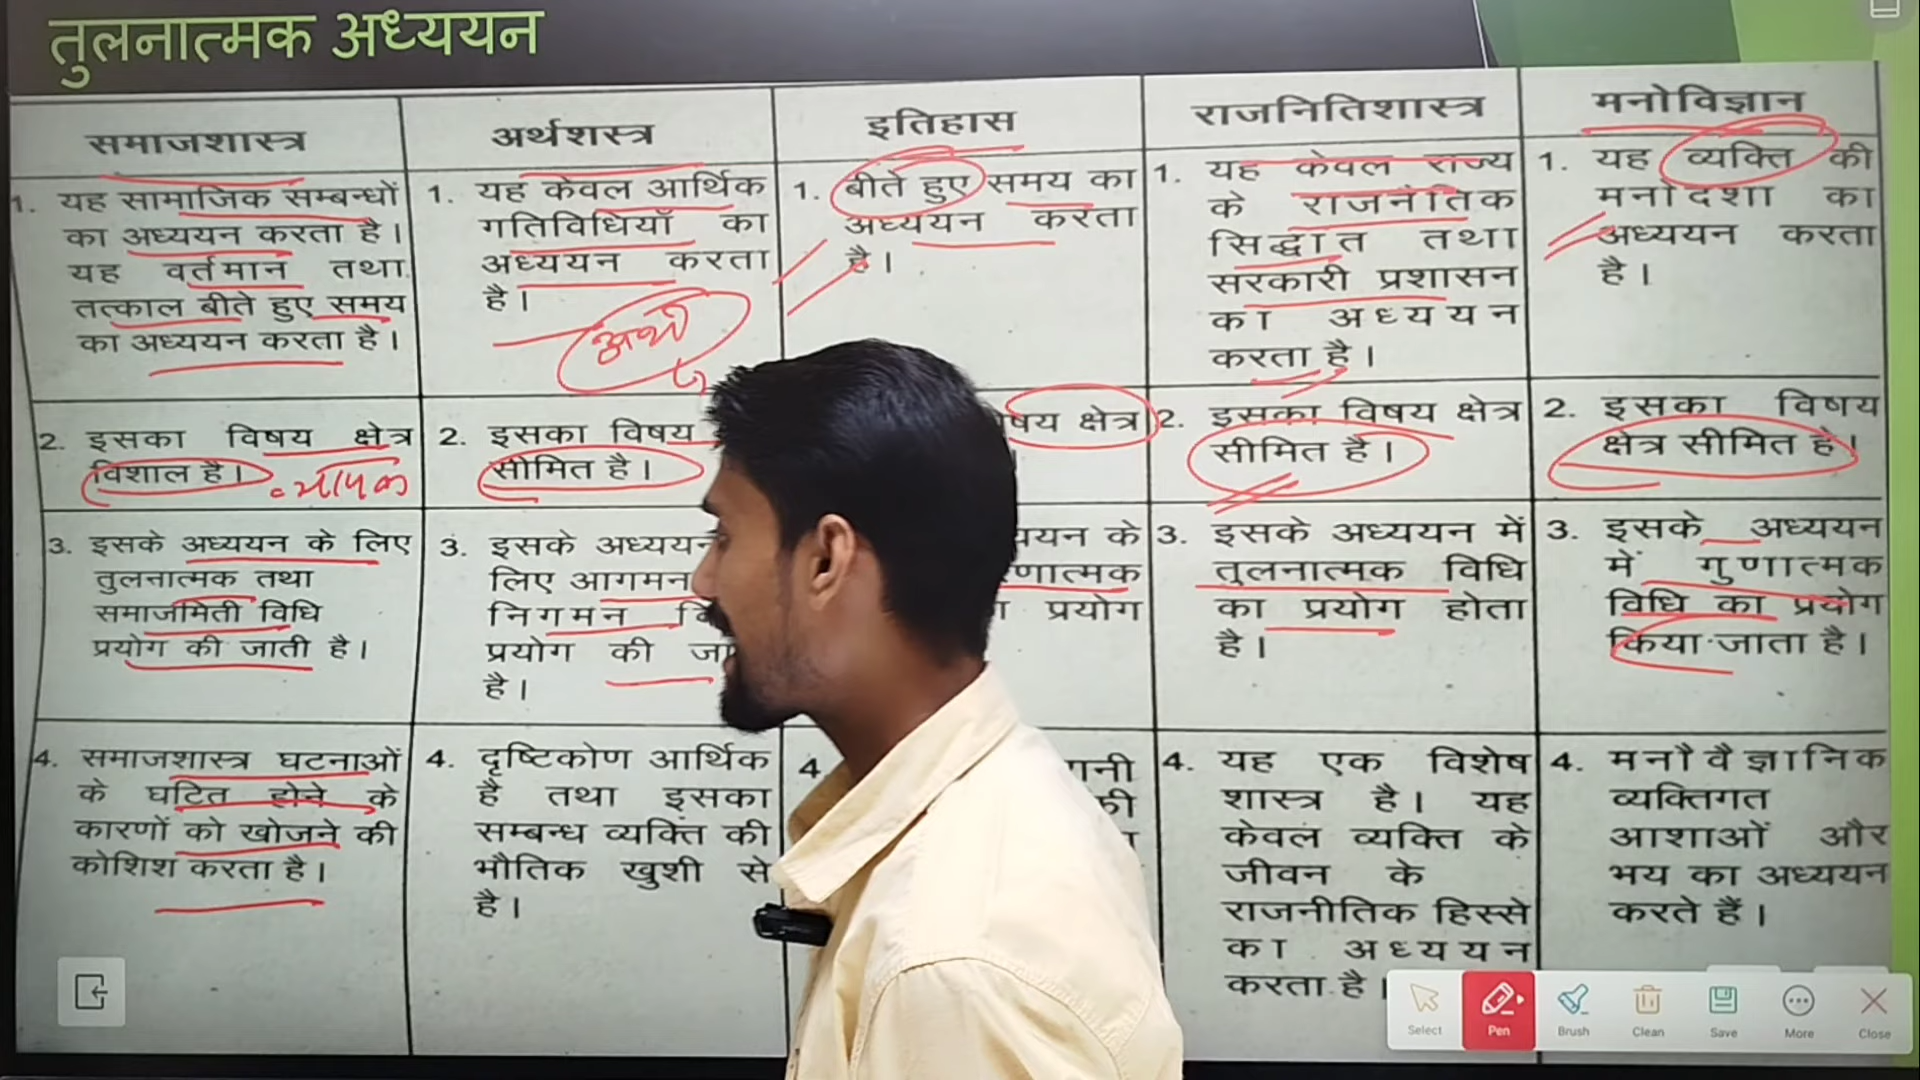 तुलनात्मक अध्ययन
समाजशास्त्र
1. यह सामाजिक सम्बन्धों
का अध्ययन करता है।
यह वर्तमान तथा
तत्काल बीते हुए समय
का अध्ययन करता है।
2. इसका विषय क्षेत्र
विशाल है।
व्यापक
3. इसके अध्ययन के लिए
तुलनात्मक तथा
समाजमिती विधि
प्रयोग की जाती है।
4. समाजशास्त्र घटनाओं
के घटित होने के
कारणों को खोजने की
कोशिश करता है।
अर्थशस्त्र
1. यह केवल आर्थिक
गतिविधियाँ का
अध्ययन करता
है।
2. इसका विषय
सीमित है।
3. इसके अध्ययन
लिए आगमन
निगमन
प्रयोग की
है।
4. दृष्टिकोण आर्थिक
है तथा इसका
सम्बन्ध व्यक्ति की
भौतिक खुशी से
है।
इतिहास
1. बीते हुए समय का
अध्ययन करता
है।
क्षेत्र
के
प्रयोग
4.
राजनितिशास्त्र
1. यह केवल राज्य
के राजनैतिक
सिद्धांत तथा
सरकारी प्रशासन
का अध्ययन
करता है।
2. इसका विषय क्षेत्र
सीमित है।
3. इसके अध्ययन में
तुलनात्मक विधि
का प्रयोग होता
है।
4. यह एक विशेष
शास्त्र है। यह
केवल व्यक्ति के
जीवन के
राजनीतिक हिस्से
का अध्ययन
करता है।
मनोविज्ञान
1. यह व्यक्ति की
मनोदशा का
अध्ययन करता
है।
2. इसका विषय
क्षेत्र सीमित है।
3. इसके अध्ययन
में गुणात्मक
विधि का प्रयोग
किया जाता है।
4. मनौवैज्ञानिक
व्यक्तिगत
आशाओं और
भय का अध्ययन
करते हैं।
Select Pen Brush Clean Save More Close